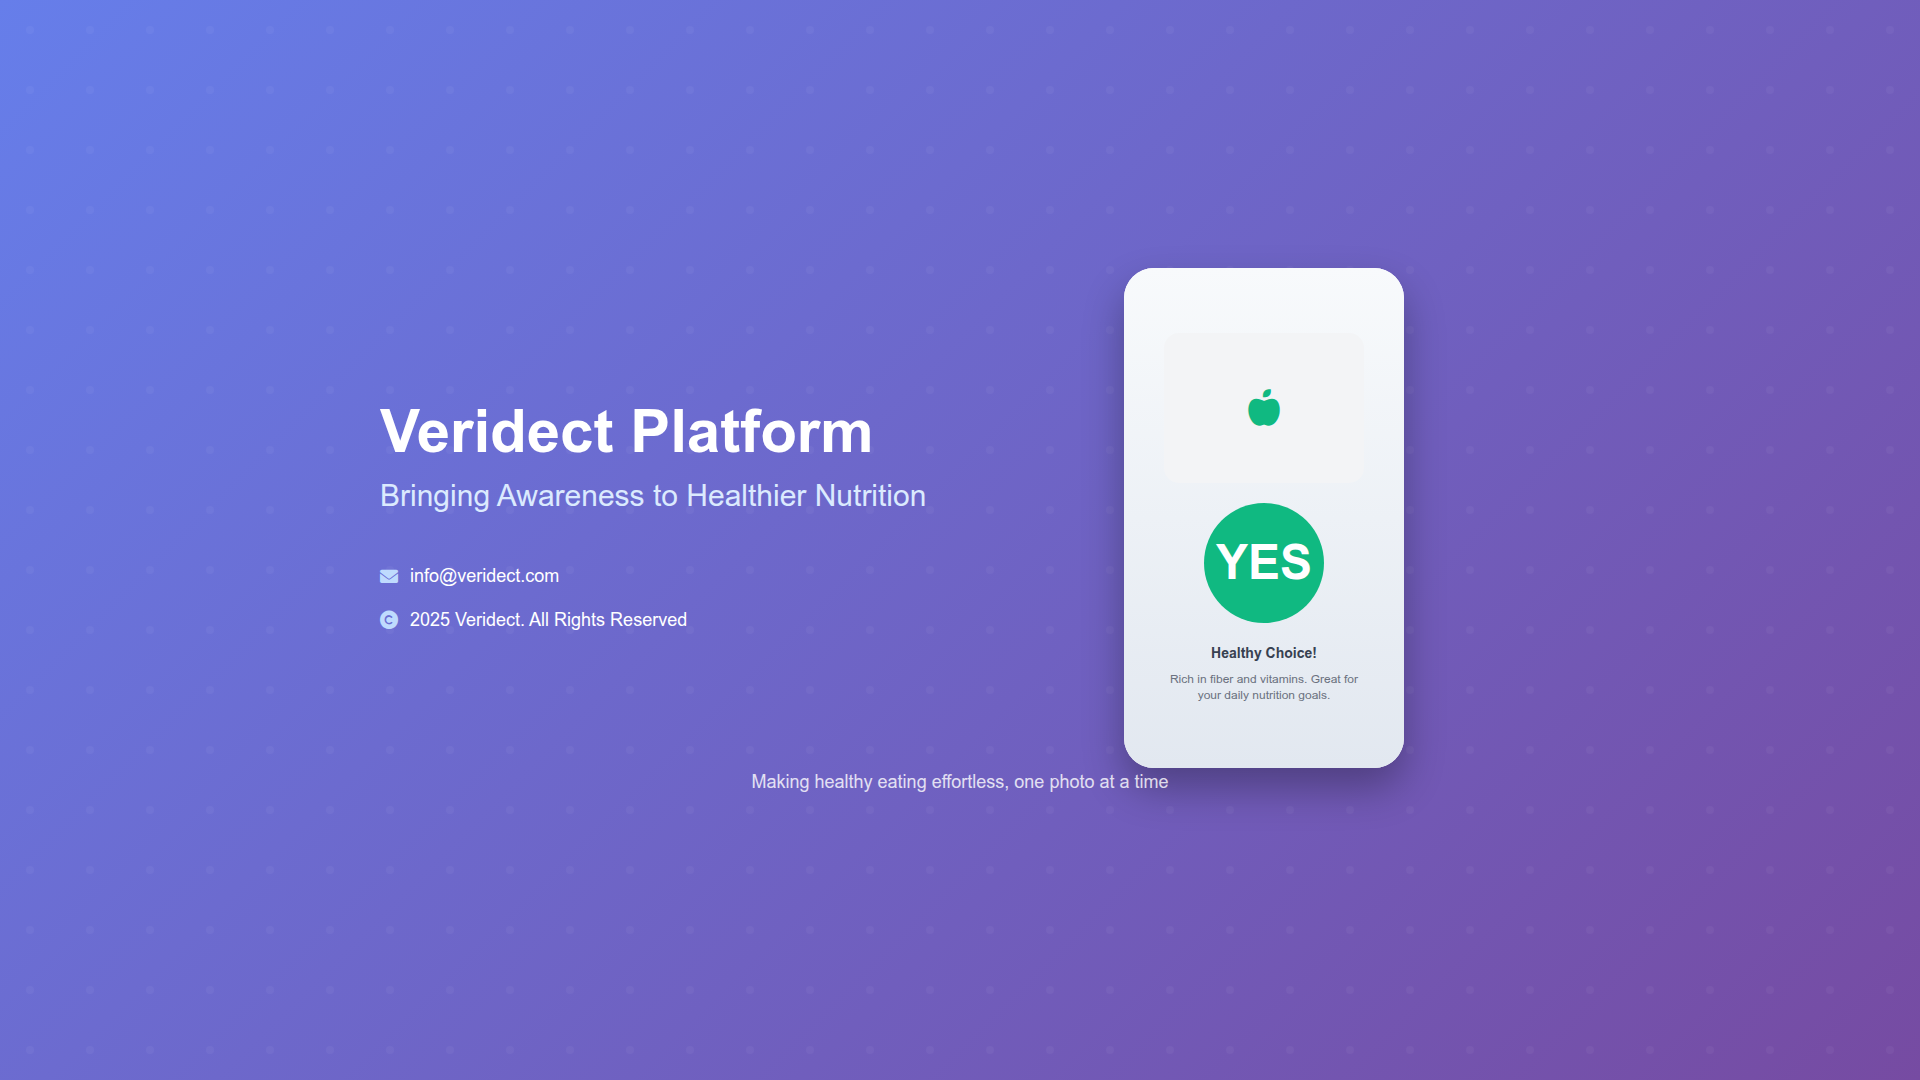 Veridect Platform
Bringing Awareness to Healthier Nutrition
info@veridect.com
2025 Veridect. All Rights Reserved
YES
Healthy Choice!
Rich in fiber and vitamins. Great for
your daily nutrition goals.
Making healthy eating effortless, one photo at a time